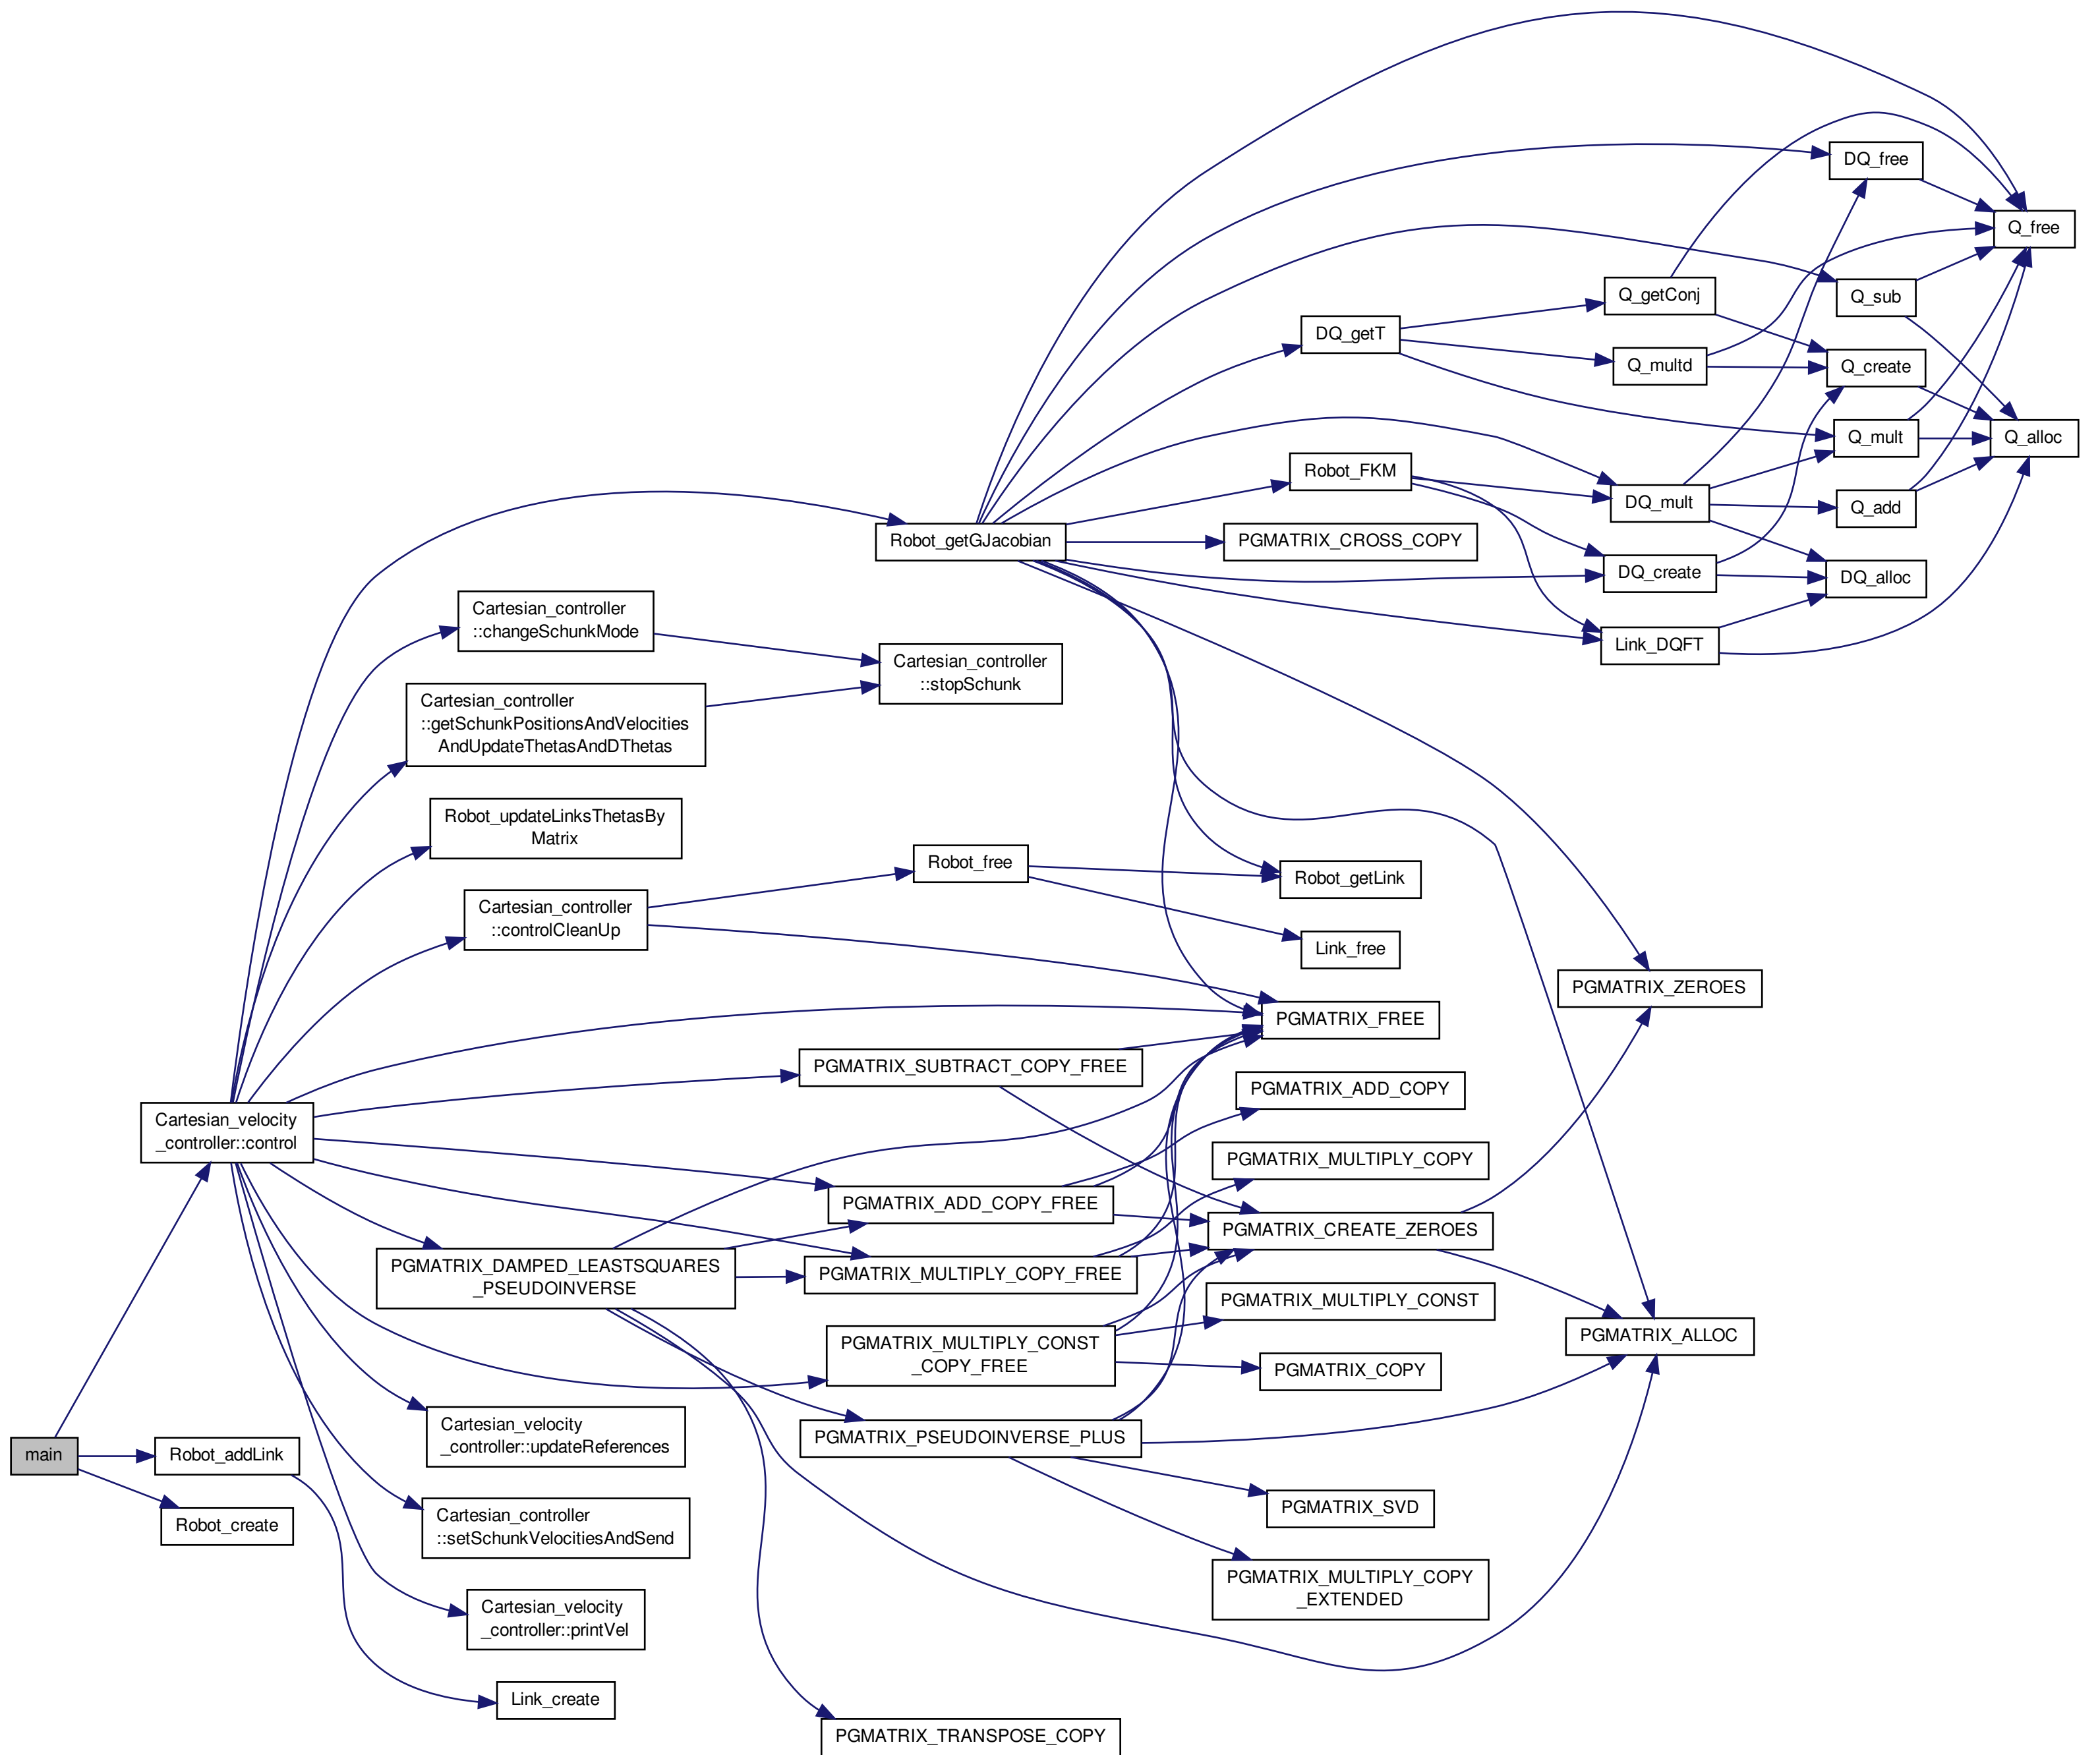 main
Cartesian_velocity
_controller::control
Robot_addLink
Robot_create
Robot_getGJacobian
Cartesian_controller
::changeSchunkMode
Cartesian_controller
::getSchunkPositionsAndVelocities
AndUpdateThetasAndDThetas
Robot_updateLinksThetasBy
Matrix
Cartesian_controller
::controlCleanUp
PGMATRIX_DAMPED_LEASTSQUARES
_PSEUDOINVERSE
Cartesian_velocity
_controller::updateReferences
Cartesian_controller
::setSchunkVelocitiesAndSend
Cartesian_velocity
_controller::printVel
Link_create
Cartesian_controller
::stopSchunk
Robot_free
PGMATRIX_SUBTRACT_COPY_FREE
PGMATRIX_ADD_COPY_FREE
PGMATRIX_MULTIPLY_COPY_FREE
PGMATRIX_MULTIPLY_CONST
_COPY_FREE
PGMATRIX_PSEUDOINVERSE_PLUS
PGMATRIX_TRANSPOSE_COPY
DQ_getT
Robot_FKM
PGMATRIX_CROSS_COPY
Robot_getLink
Link_free
PGMATRIX_FREE
PGMATRIX_ADD_COPY
PGMATRIX_MULTIPLY_COPY
PGMATRIX_CREATE_ZEROES
PGMATRIX_MULTIPLY_CONST
PGMATRIX_COPY
PGMATRIX_SVD
PGMATRIX_MULTIPLY_COPY
_EXTENDED
Q_getConj
Q_multd
DQ_mult
DQ_create
Link_DQFT
PGMATRIX_ZEROES
PGMATRIX_ALLOC
DQ_free
Q_sub
Q_create
Q_mult
Q_add
DQ_alloc
Q_free
Q_alloc